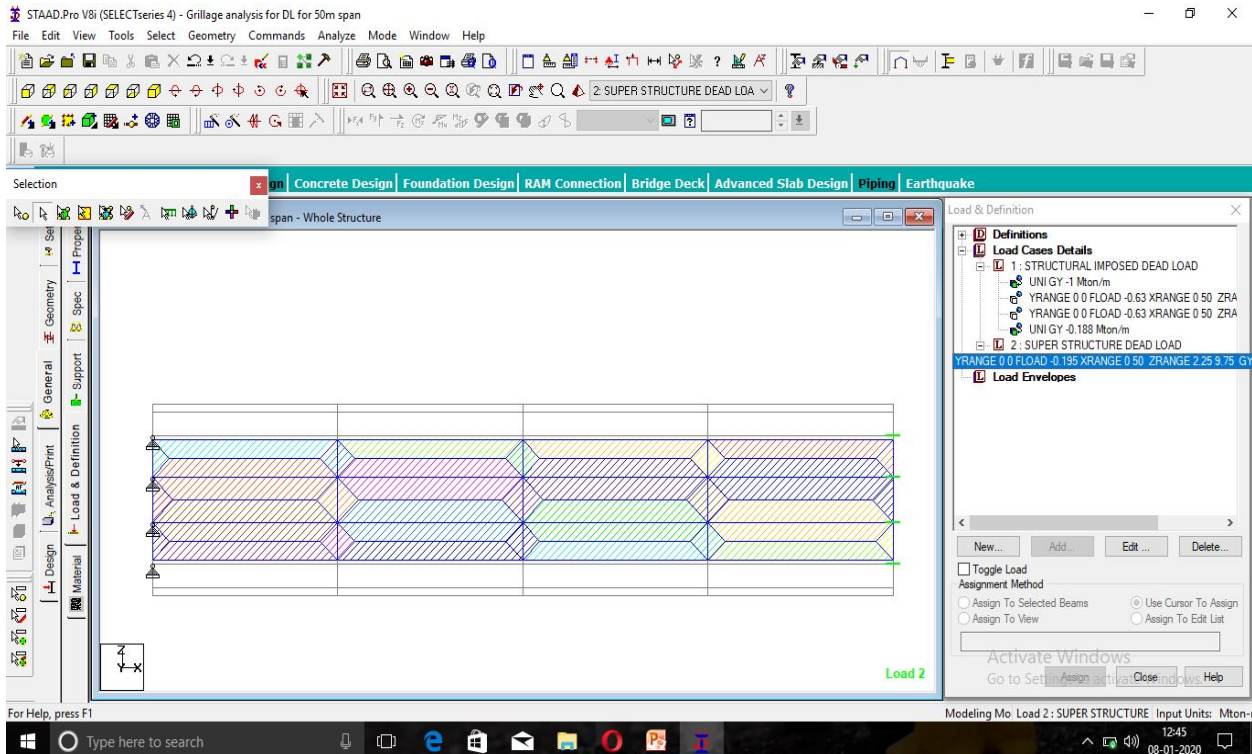 STAAD.Pro V8i (SELECTseries 4) - Grillage analysis for DL for 50m span
File Edit View Tools Select Geometry Commands Analyze Mode Window Help
2: SUPER STRUCTURE DEAD LOA
Selection
gn Concrete Design Foundation Design RAM Connection Bridge Deck Advanced Slab Design Piping Earthquake
span - Whole Structure
Set
Geometry
General
Analysis/Print
Design
Proper
Spec
Support
Load & Definition
Material
Load 2
Load & Definition
Definitions
Load Cases Details
1 : STRUCTURAL IMPOSED DEAD LOAD
UNI GY -1 Mton/m
YRANGE 0 0 FLOAD -0.63 XRANGE 0 50 ZRA
YRANGE 0 0 FLOAD -0.63 XRANGE 0 50 ZRA
UNI GY -0.188 Mton/m
2 : SUPER STRUCTURE DEAD LOAD
YRANGE 0 0 FLOAD -0.195 XRANGE 0 50 ZRANGE 2.25 9.75 GY
Load Envelopes
New... Add... Edit ... Delete...
Toggle Load
Assignment Method
Assign To Selected Beams Use Cursor To Assign
Assign To View Assign To Edit List
Activate Windows
Go to Settings to activate Windows.
Assign Close Help
Z
Y X
For Help, press F1
Modeling Mo Load 2 : SUPER STRUCTURE Input Units: Mton-
Type here to search
12:45
08-01-2020